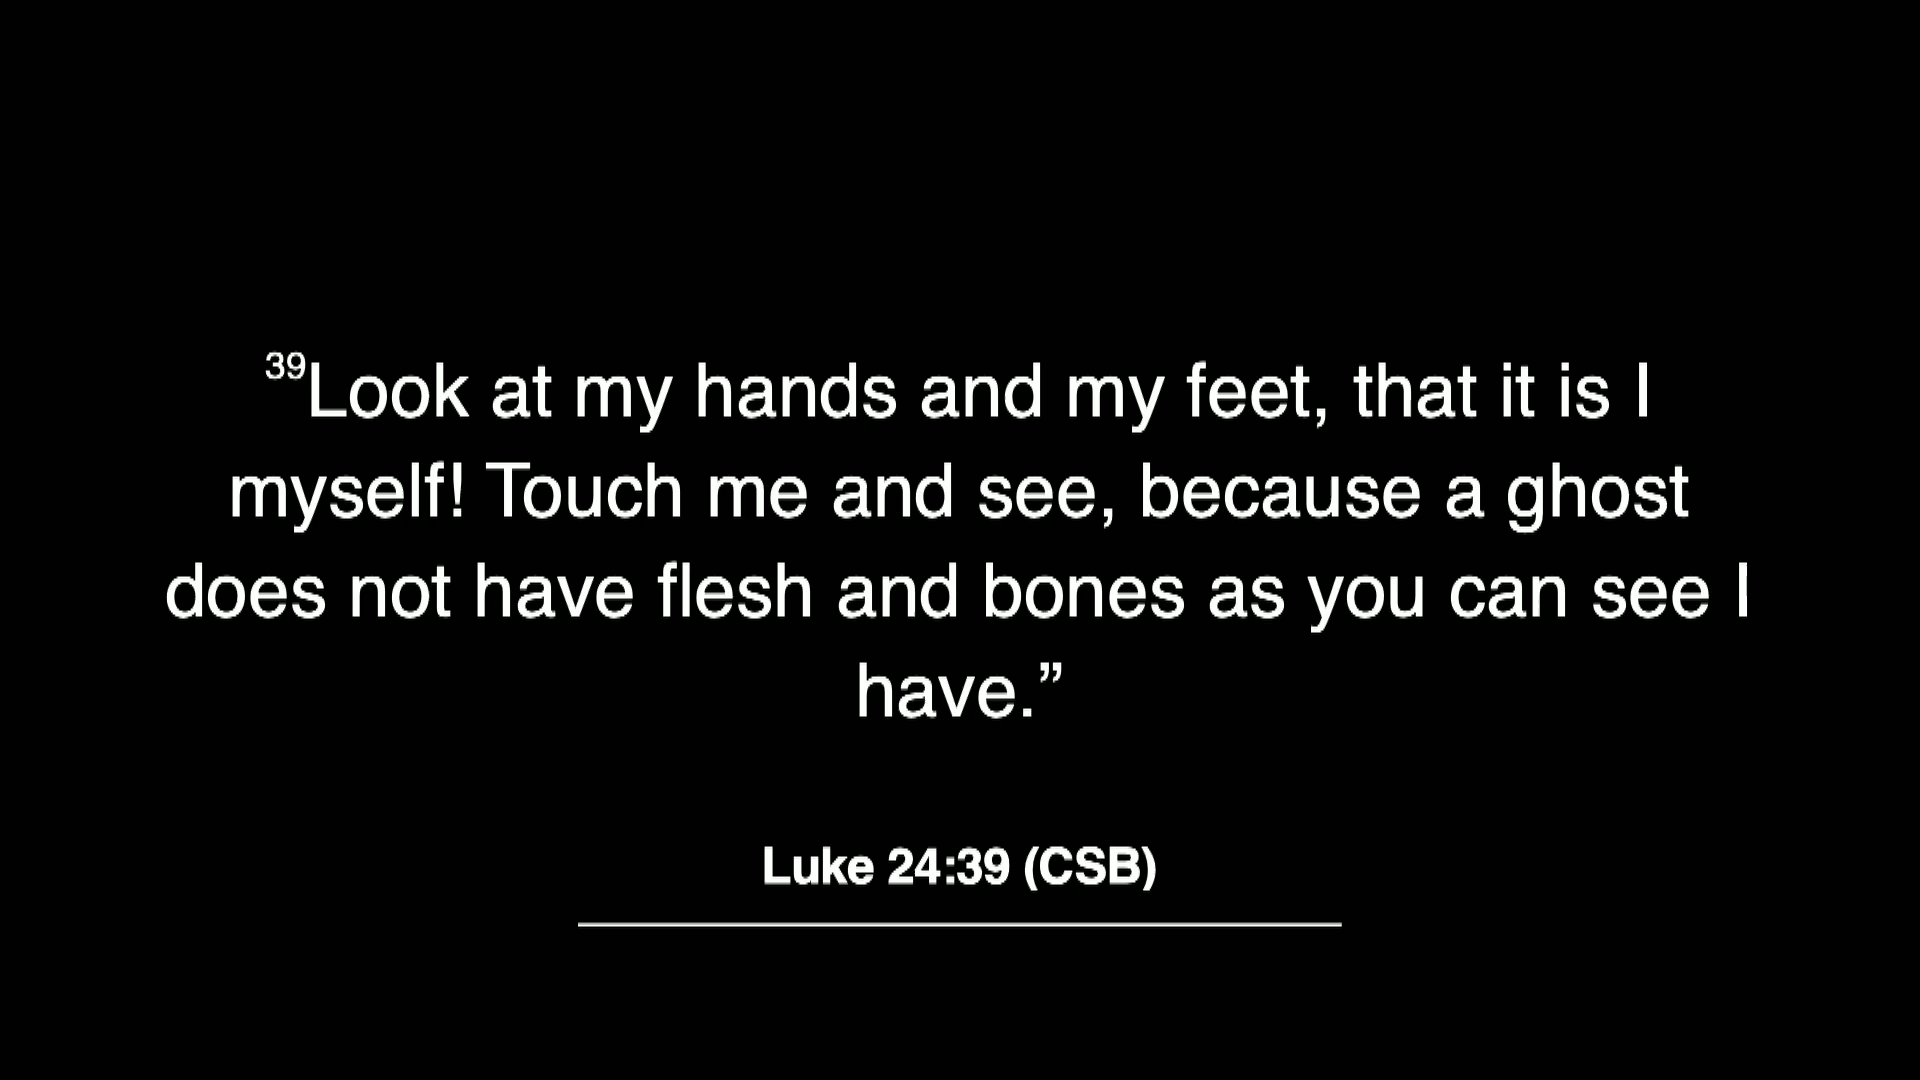 39Look at my hands and my feet, that it is I
myself! Touch me and see, because a ghost
does not have flesh and bones as you can see I
have.”
Luke 24:39 (CSB)